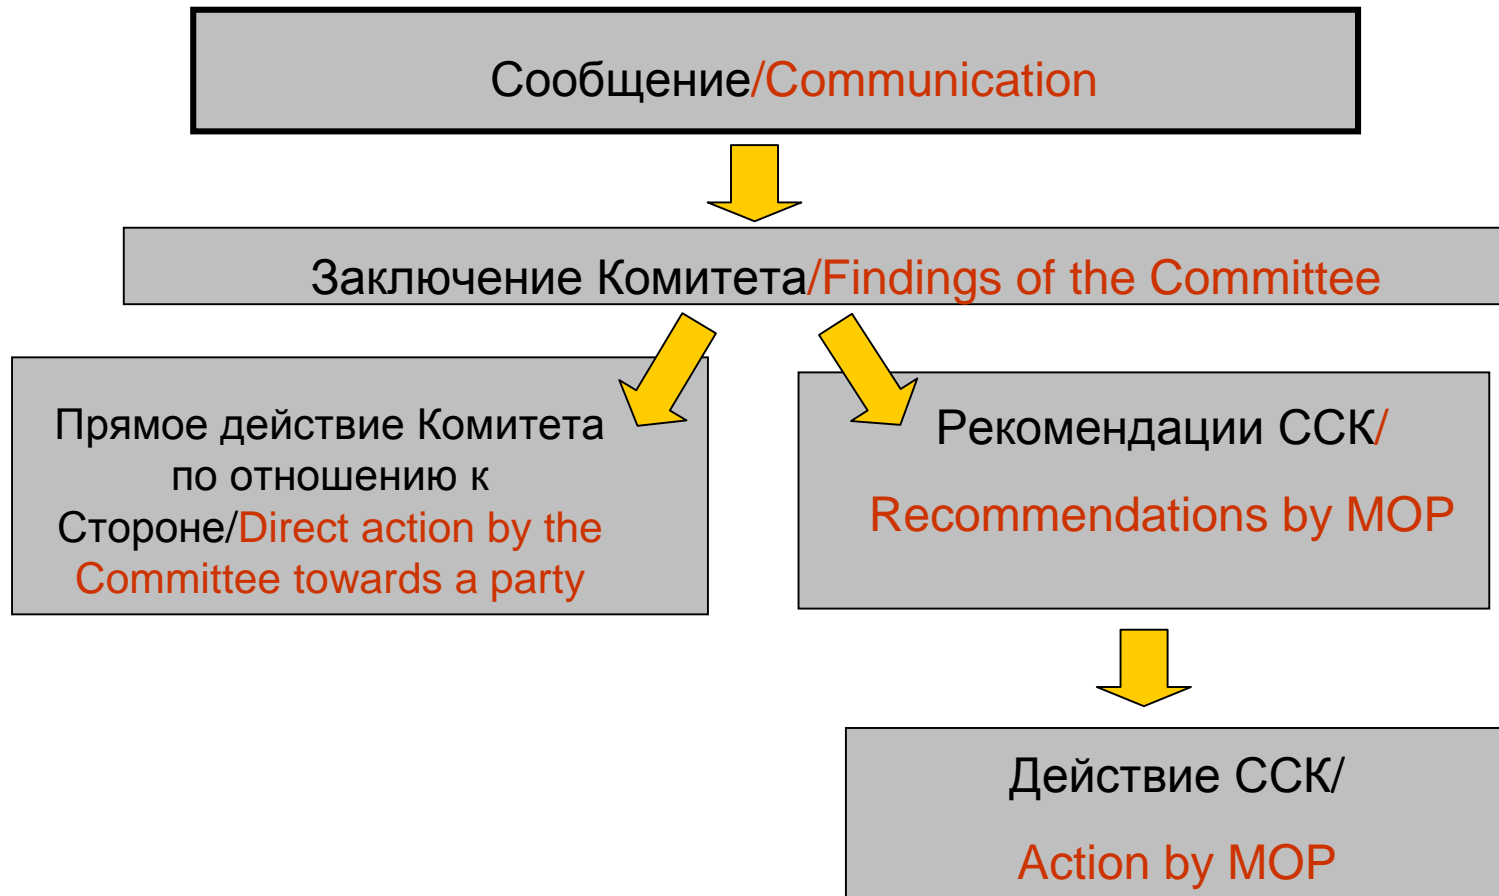 Сообщение/Communication
Заключение Комитета/Findings of the Committee
Прямое действие Комитета
по отношению к
Стороне/Direct action by the
Committee towards a party
Рекомендации ССК/
Recommendations by MOP
Действие ССК/
Action by MOP